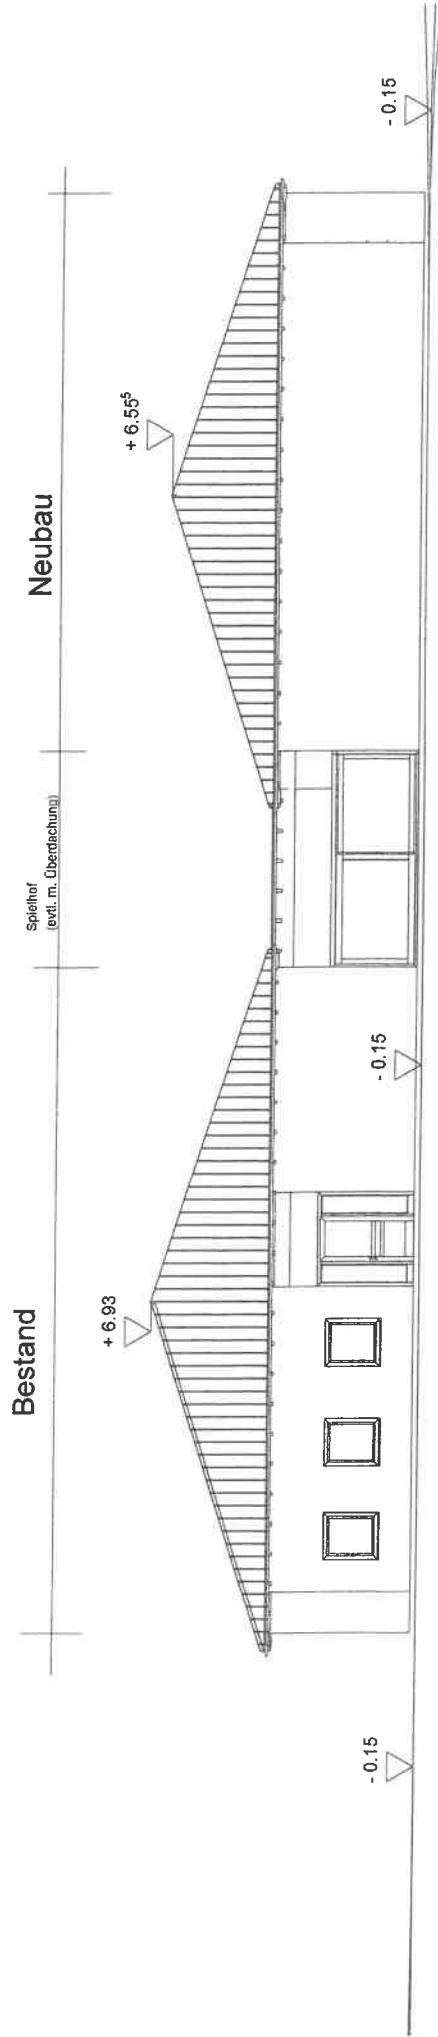 Bestand
Spielhof
(evtl. m. Überdachung)
Neubau
+ 6.93
+ 6.55⁵
- 0.15
- 0.15
- 0.15